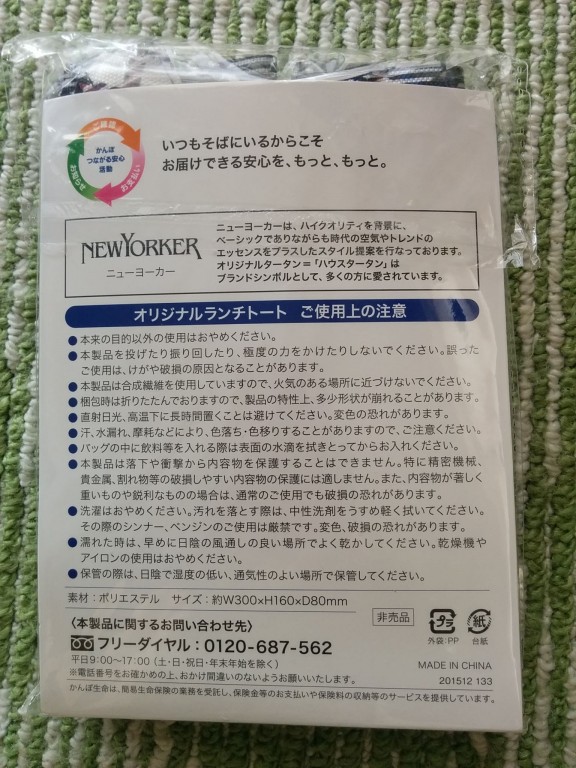 ご確認
お支払い
お知らせ
かんぽ
つながる安心
活動
いつもそばにいるからこそ
お届けできる安心を、もっと、もっと。
NEWYORKER
ニューヨーカー
ニューヨーカーは、ハイクオリティを背景に、
ベーシックでありながらも時代の空気やトレンドの
エッセンスをプラスしたスタイル提案を行なっております。
オリジナルタータン＝「ハウスタータン」は
ブランドシンボルとして、多くの方に愛されています。
オリジナルランチトート ご使用上の注意
●本来の目的以外の使用はおやめください。
●本製品を投げたり振り回したり、極度の力をかけたりしないでください。誤った
ご使用は、けがや破損の原因となることがあります。
●本製品は合成繊維を使用していますので、火気のある場所に近づけないでください。
●梱包時は折りたたんでおりますので、製品の特性上、多少形状が崩れることがあります。
●直射日光、高温下に長時間置くことは避けてください。変色の恐れがあります。
●汗、水漏れ、摩耗などにより、色落ち・色移りすることがありますので、ご注意ください。
●バッグの中に飲料等を入れる際は表面の水滴を拭きとってからお入れください。
●本製品は落下や衝撃から内容物を保護することはできません。特に精密機械、
貴金属、割れ物等の破損しやすい内容物の保護には適しません。また、内容物が著しく
重いものや鋭利なものの場合は、通常のご使用でも破損の恐れがあります。
●洗濯はおやめください。汚れを落とす際は、中性洗剤をうすめ軽く拭いてください。
その際のシンナー、ベンジンのご使用は厳禁です。変色、破損の恐れがあります。
●濡れた時は、早めに日陰の風通しの良い場所でよく乾かしてください。乾燥機や
アイロンの使用はおやめください。
●保管の際は、日陰で湿度の低い、通気性のよい場所で保管してください。
素材：ポリエステル サイズ：約W300×H160×D80mm
〈本製品に関するお問い合わせ先〉
フリーダイヤル：0120-687-562
平日9:00〜17:00（土・日・祝日・年末年始を除く）
※電話番号をお確かめの上、おかけ間違いのないようお願いいたします。
非売品
プラ
外袋：PP
紙
台紙
MADE IN CHINA
201512 133
かんぽ生命は、簡易生命保険の業務を受託し、保険金等のお支払いや保険料の収納等のサービスを提供しています。